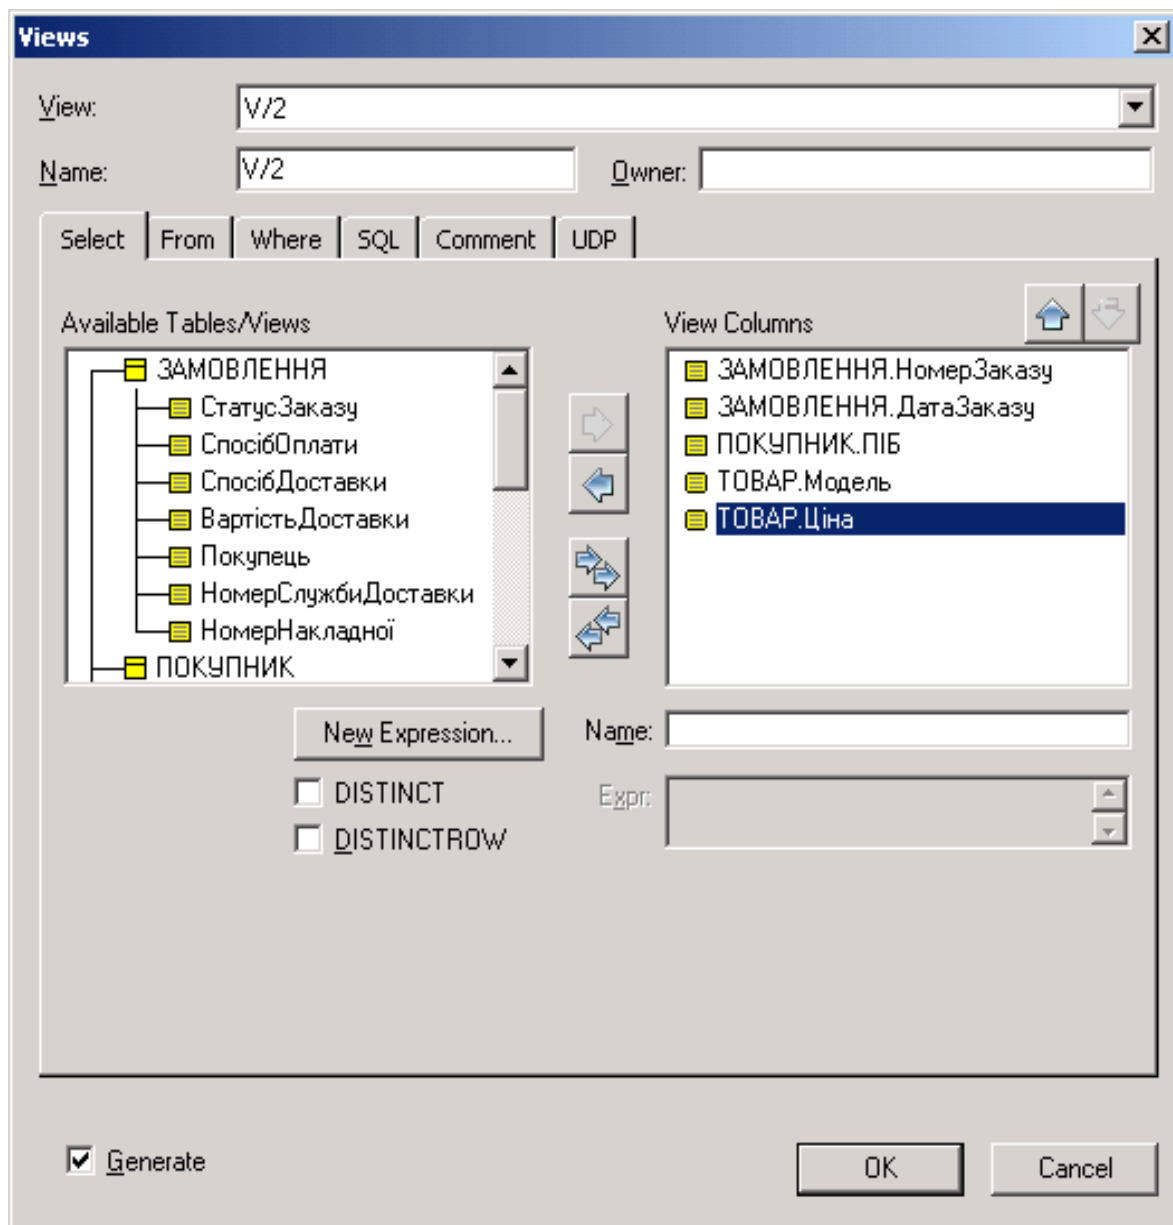 Views
View: V/2
Name: V/2 Owner:
Select From Where SQL Comment UDP
Available Tables/Views View Columns
ЗАМОВЛЕННЯ ЗАМОВЛЕННЯ.НомерЗаказу
СтатусЗаказу ЗАМОВЛЕННЯ.ДатаЗаказу
СпосібОплати ПОКУПНИК.ПІБ
СпосібДоставки ТОВАР.Модель
ВартістьДоставки ТОВАР.Ціна
Покупець
НомерСлужбиДоставки
НомерНакладної
ПОКУПНИК
New Expression... Name:
DISTINCT Expr:
DISTINCTROW
Generate OK Cancel